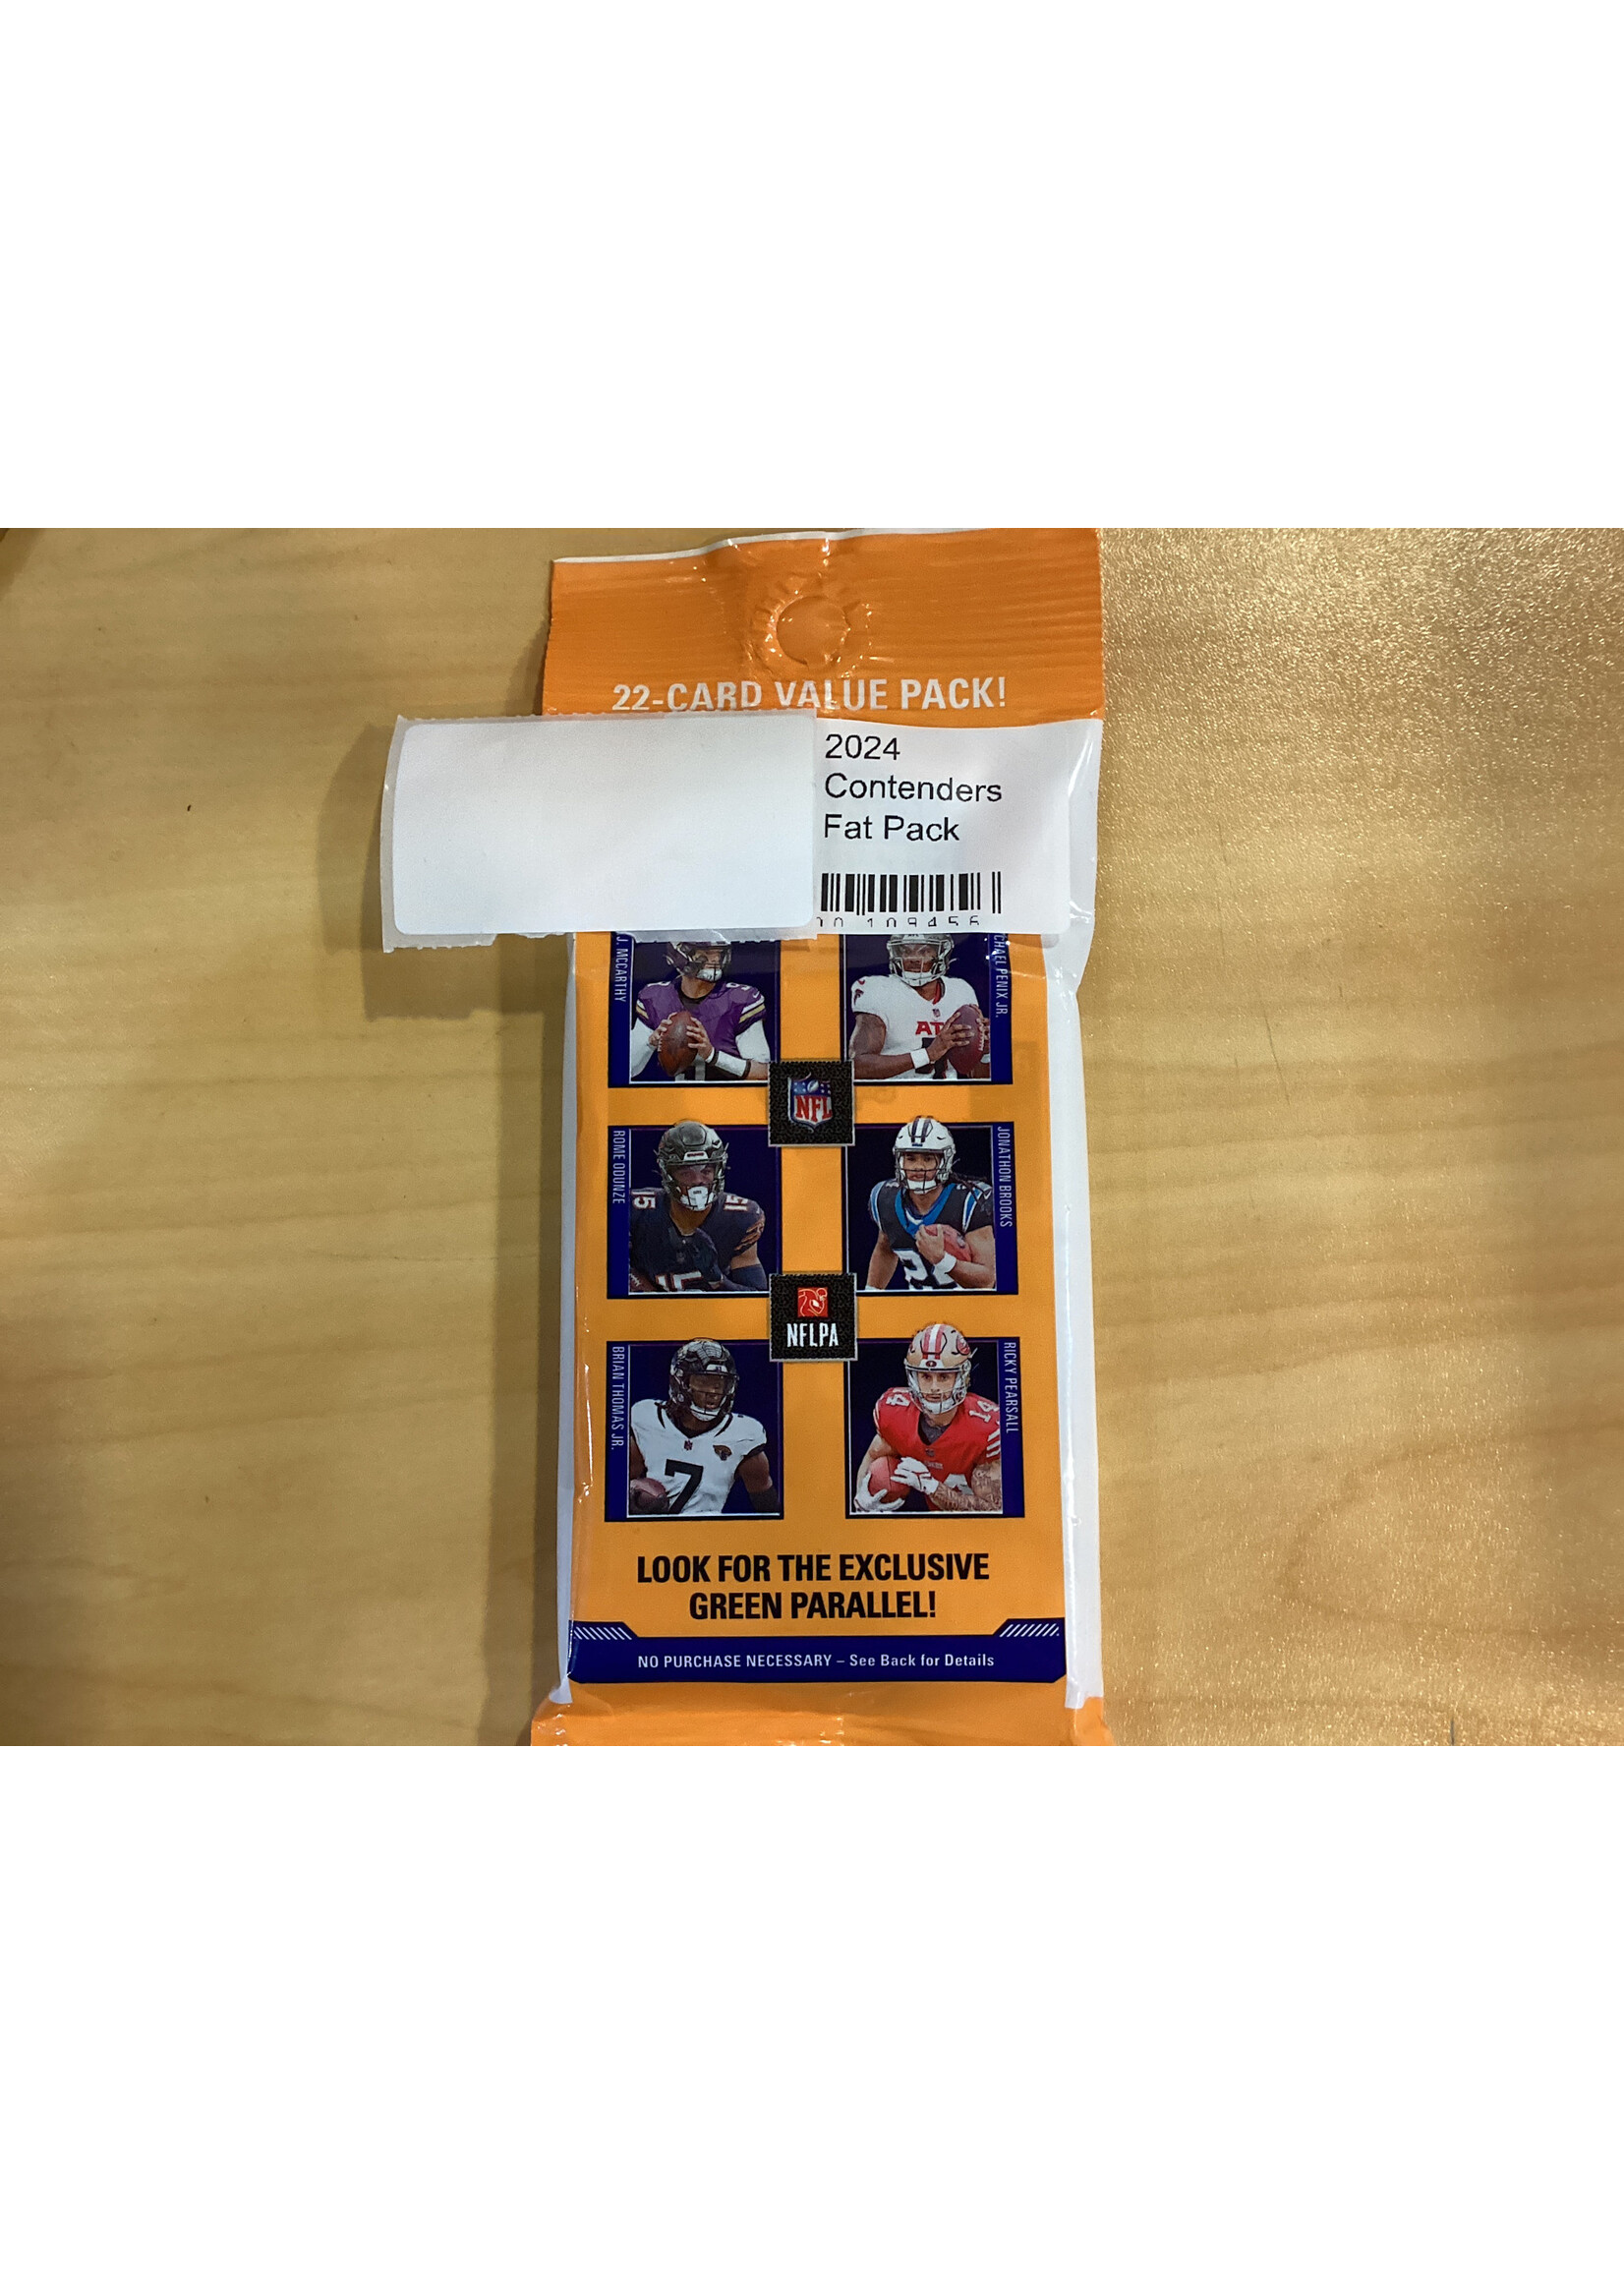 22-CARD VALUE PACK!
2024
Contenders
Fat Pack
109456
J. MCCARTHY
PENIX JR.
NFL
ROME ODUNZE
JONATHON BROOKS
NFLPA
BRIAN THOMAS JR.
RICKY PEARSALL
LOOK FOR THE EXCLUSIVE
GREEN PARALLEL!
NO PURCHASE NECESSARY – See Back for Details